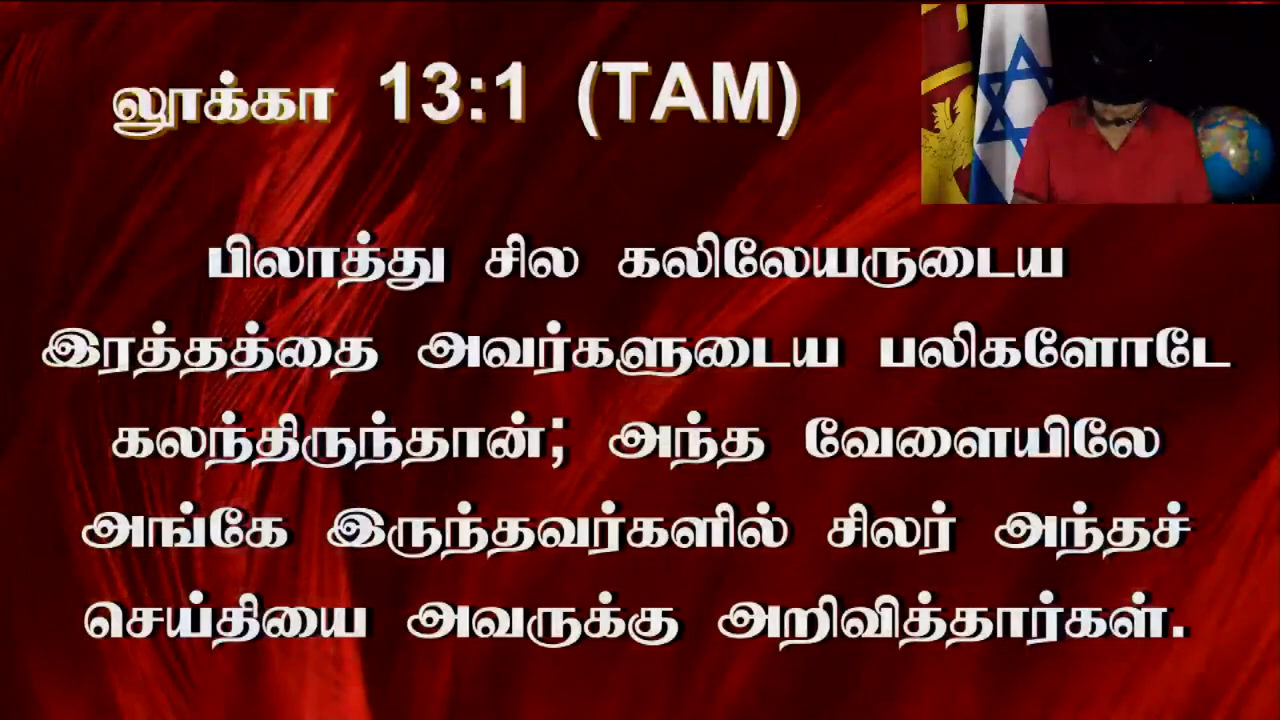 லூக்கா 13:1 (TAM)
பிலாத்து சில கலிலேயருடைய
இரத்தத்தை அவர்களுடைய பலிகளோடே
கலந்திருந்தான்; அந்த வேளையிலே
அங்கே இருந்தவர்களில் சிலர் அந்தச்
செய்தியை அவருக்கு அறிவித்தார்கள்.